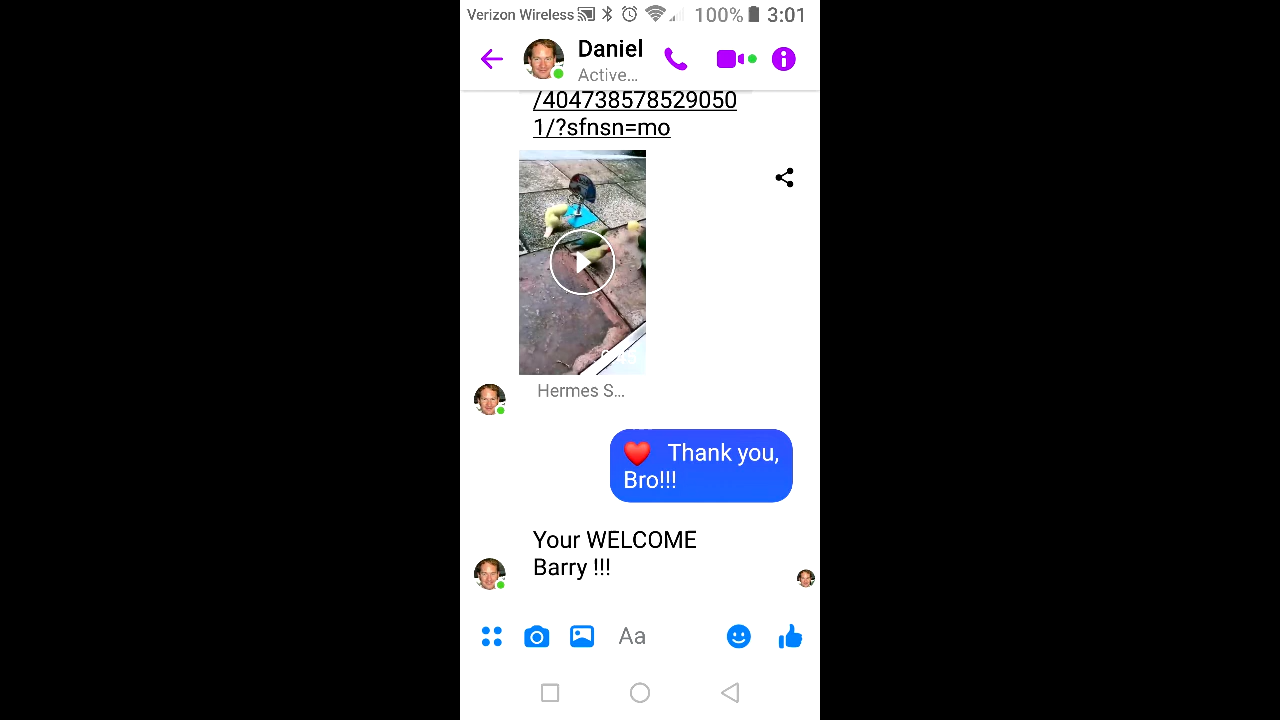 Verizon Wireless 100% 3:01
Daniel
Active...
/404738578529050
1/?sfnsn=mo
Hermes S...
❤️ Thank you,
Bro!!!
Your WELCOME
Barry !!!
Aa